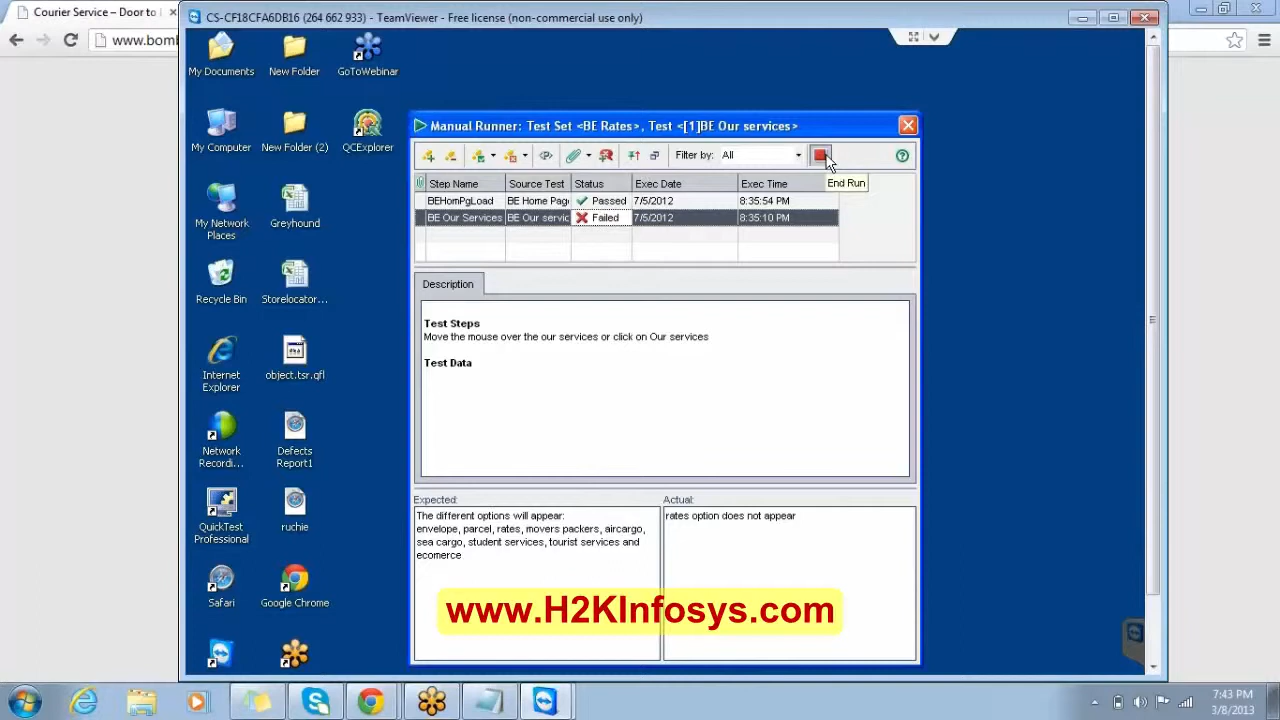 Courier Service – Door to I
CS-CF18CFA6DB16 (264 662 933) - TeamViewer - Free license (non-commercial use only)
www.bomb
My Documents
New Folder
GoToWebinar
My Computer
New Folder (2)
QCExplorer
My Network Places
Greyhound
Recycle Bin
Storelocator...
Internet Explorer
object.tsr.qfl
Network Recordi...
Defects Report1
QuickTest Professional
ruchie
Safari
Google Chrome
Manual Runner: Test Set <BE Rates>, Test <[1]BE Our services>
Filter by: All
End Run
Step Name Source Test Status Exec Date Exec Time
BEHomPgLoad BE Home Pag Passed 7/5/2012 8:35:54 PM
BE Our Services BE Our servic Failed 7/5/2012 8:35:10 PM
Description
Test Steps
Move the mouse over the our services or click on Our services
Test Data
Expected:
The different options will appear:
envelope, parcel, rates, movers packers, aircargo,
sea cargo, student services, tourist services and
ecomerce
Actual:
rates option does not appear
www.H2KInfosys.com
7:43 PM
3/8/2013